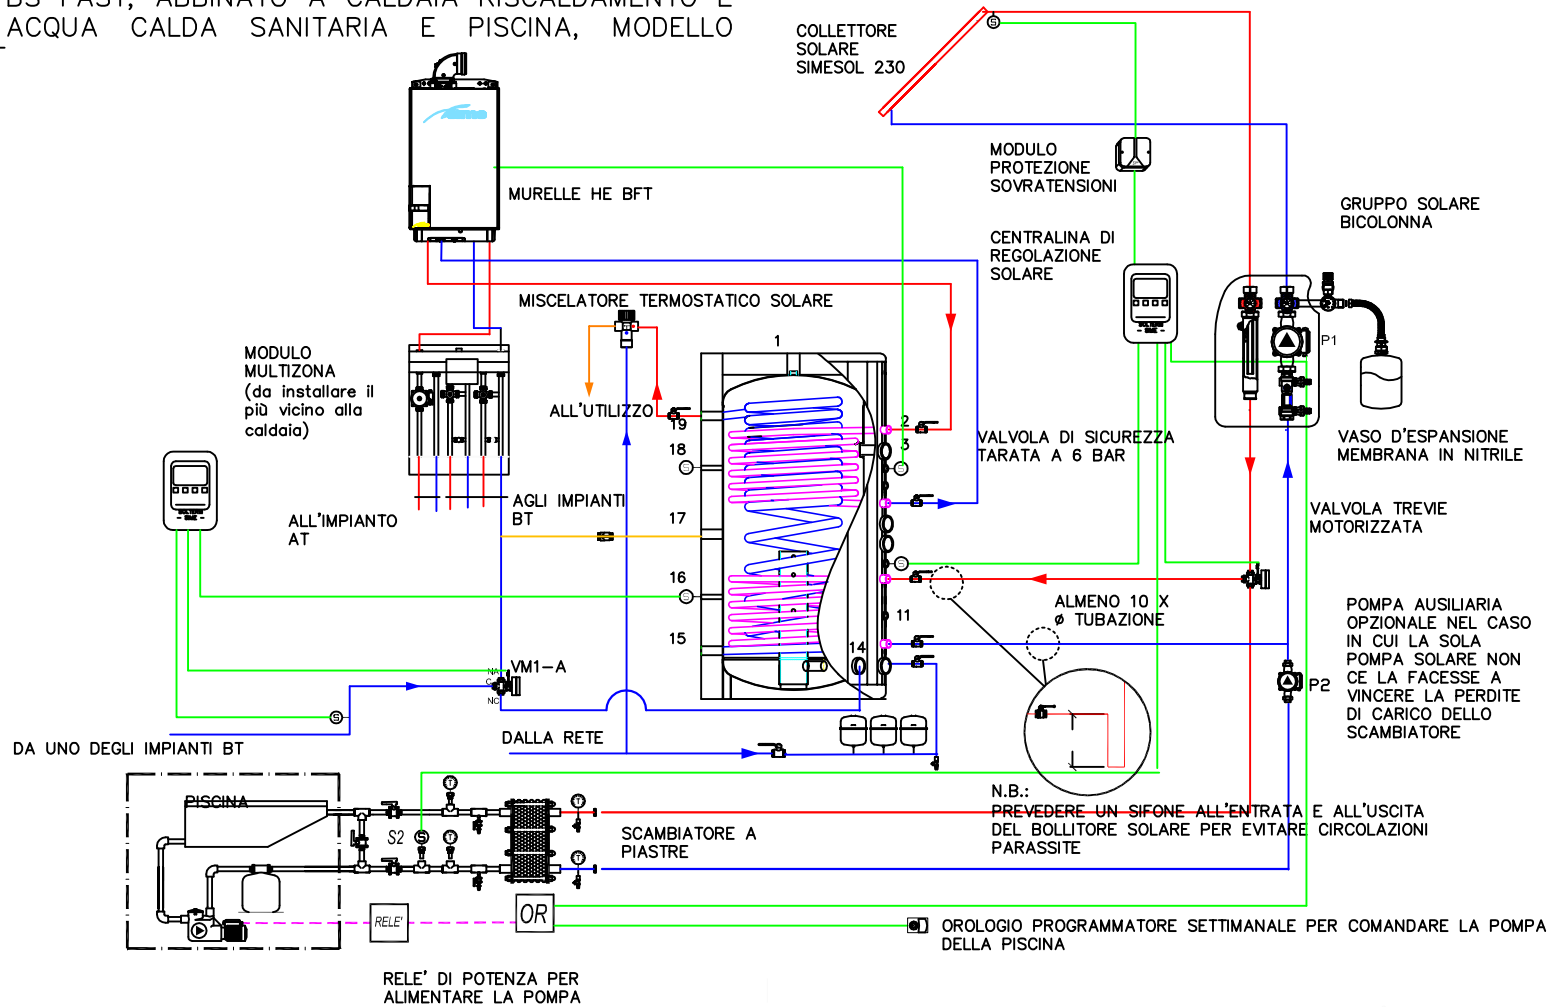 BS FAST, ABBINATO A CALDAIA RISCALDAMENTO E
ACQUA CALDA SANITARIA E PISCINA, MODELLO
COLLETTORE
SOLARE
SIMESOL 230
MURELLE HE BFT
MODULO
PROTEZIONE
SOVRATENSIONI
GRUPPO SOLARE
BICOLONNA
CENTRALINA DI
REGOLAZIONE
SOLARE
MISCELATORE TERMOSTATICO SOLARE
P1
1
MODULO
MULTIZONA
(da installare il
più vicino alla
caldaia)
ALL'UTILIZZO
19
18
17
16
15
2
3
11
14
VALVOLA DI SICUREZZA
TARATA A 6 BAR
VASO D'ESPANSIONE
MEMBRANA IN NITRILE
AGLI IMPIANTI
BT
ALL'IMPIANTO
AT
VALVOLA TREVIE
MOTORIZZATA
S
S
S
S
S
S
ALMENO 10 X
Ø TUBAZIONE
POMPA AUSILIARIA
OPZIONALE NEL CASO
IN CUI LA SOLA
POMPA SOLARE NON
CE LA FACESSE A
VINCERE LA PERDITE
DI CARICO DELLO
SCAMBIATORE
P2
NA
C
NC
VM1-A
DA UNO DEGLI IMPIANTI BT
DALLA RETE
PISCINA
T
T
T
T
S2
S
SCAMBIATORE A
PIASTRE
N.B.:
PREVEDERE UN SIFONE ALL'ENTRATA E ALL'USCITA
DEL BOLLITORE SOLARE PER EVITARE CIRCOLAZIONI
PARASSITE
RELE'
OR
OROLOGIO PROGRAMMATORE SETTIMANALE PER COMANDARE LA POMPA
DELLA PISCINA
RELE' DI POTENZA PER
ALIMENTARE LA POMPA